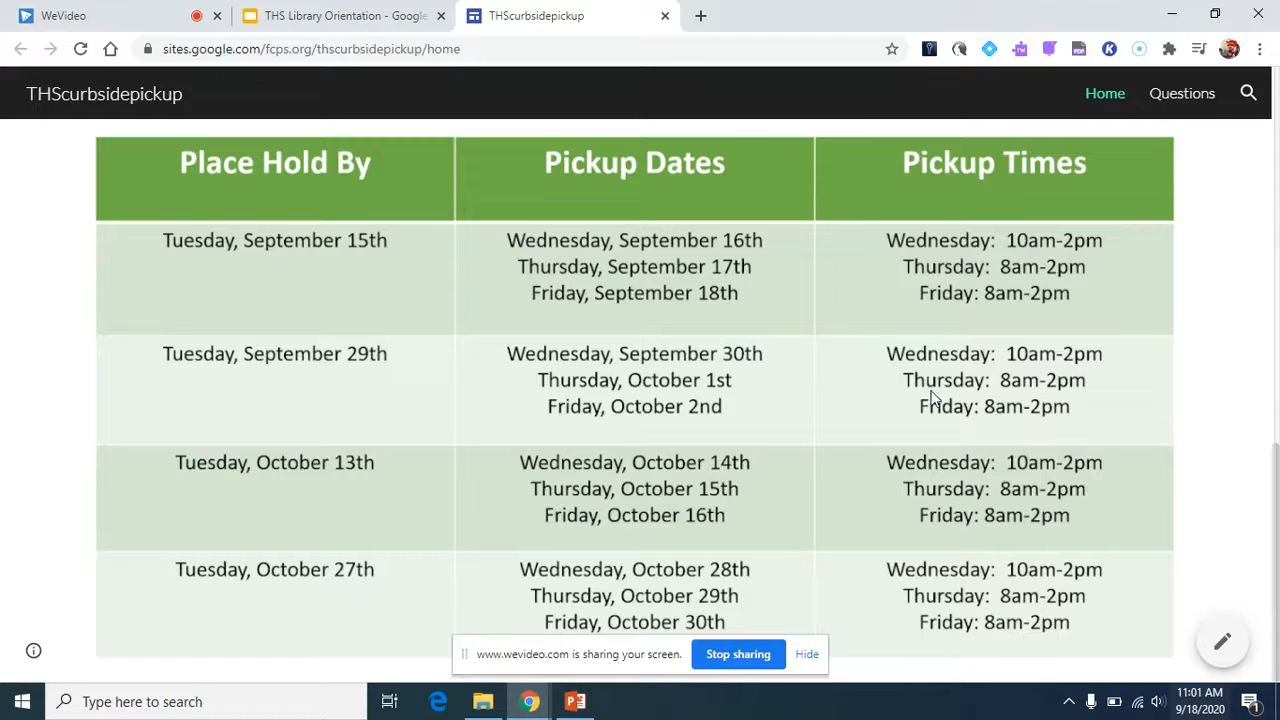 WeVideo
THS Library Orientation - Google
THScurbsidepickup
sites.google.com/fcps.org/thscurbsidepickup/home
THScurbsidepickup
Home
Questions
Place Hold By
Pickup Dates
Pickup Times
Tuesday, September 15th
Wednesday, September 16th
Thursday, September 17th
Friday, September 18th
Wednesday: 10am-2pm
Thursday: 8am-2pm
Friday: 8am-2pm
Tuesday, September 29th
Wednesday, September 30th
Thursday, October 1st
Friday, October 2nd
Wednesday: 10am-2pm
Thursday: 8am-2pm
Friday: 8am-2pm
Tuesday, October 13th
Wednesday, October 14th
Thursday, October 15th
Friday, October 16th
Wednesday: 10am-2pm
Thursday: 8am-2pm
Friday: 8am-2pm
Tuesday, October 27th
Wednesday, October 28th
Thursday, October 29th
Friday, October 30th
Wednesday: 10am-2pm
Thursday: 8am-2pm
Friday: 8am-2pm
www.wevideo.com is sharing your screen.
Stop sharing
Hide
Type here to search
11:01 AM
9/18/2020